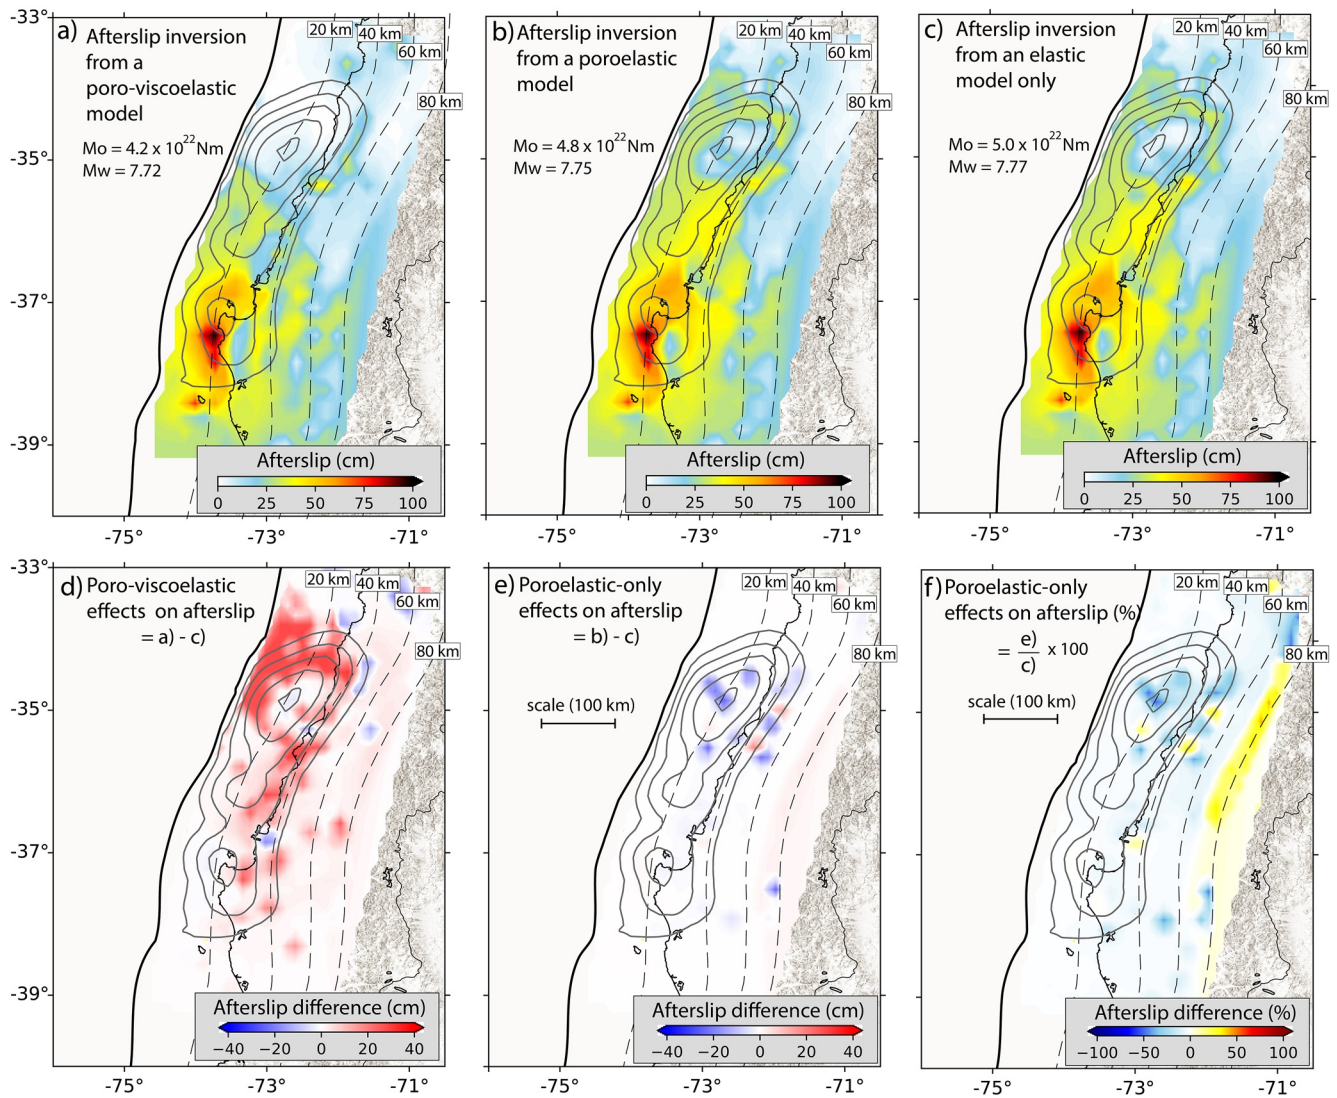 a) Afterslip inversion
from a
poro-viscoelastic
model
Mo = 4.2 x 10²²Nm
Mw = 7.72
20 km
40 km
60 km
80 km
-33°
-35°
-37°
-39°
Afterslip (cm)
0 25 50 75 100
-75° -73° -71°
b) Afterslip inversion
from a poroelastic
model
Mo = 4.8 x 10²²Nm
Mw = 7.75
20 km
40 km
60 km
80 km
Afterslip (cm)
0 25 50 75 100
-75° -73° -71°
c) Afterslip inversion
from an elastic
model only
Mo = 5.0 x 10²²Nm
Mw = 7.77
20 km
40 km
60 km
80 km
Afterslip (cm)
0 25 50 75 100
-75° -73° -71°
d) Poro-viscoelastic
effects on afterslip
= a) - c)
20 km
40 km
60 km
80 km
-33°
-35°
-37°
-39°
Afterslip difference (cm)
−40 −20 0 20 40
-75° -73° -71°
e) Poroelastic-only
effects on afterslip
= b) - c)
scale (100 km)
20 km
40 km
60 km
80 km
Afterslip difference (cm)
−40 −20 0 20 40
-75° -73° -71°
f) Poroelastic-only
effects on afterslip (%)
= e) / c) x 100
scale (100 km)
20 km
40 km
60 km
80 km
Afterslip difference (%)
−100 −50 0 50 100
-75° -73° -71°